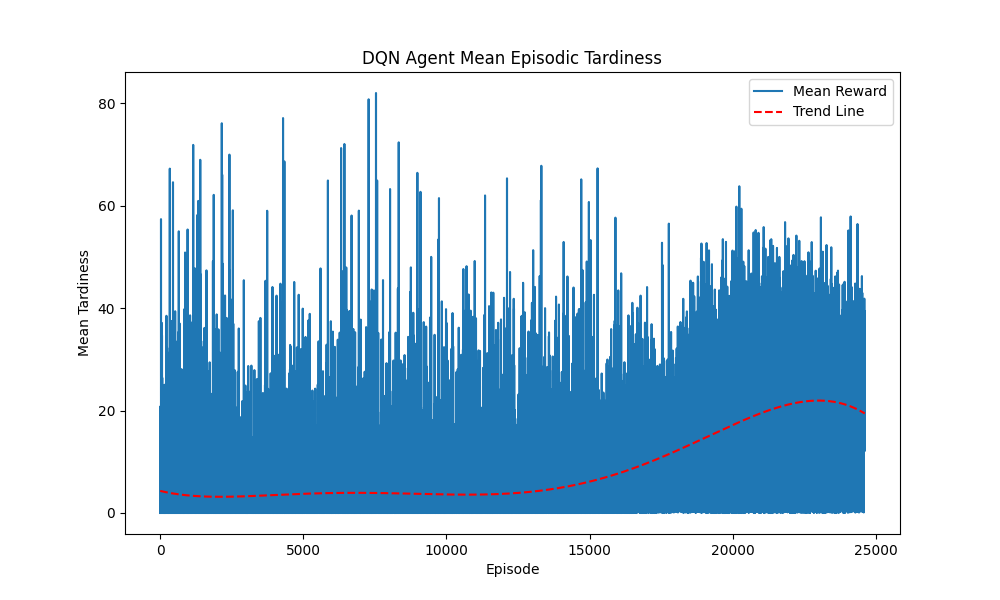 DQN Agent Mean Episodic Tardiness
Mean Reward
Trend Line
Mean Tardiness
80
60
40
20
0
0 5000 10000 15000 20000 25000
Episode